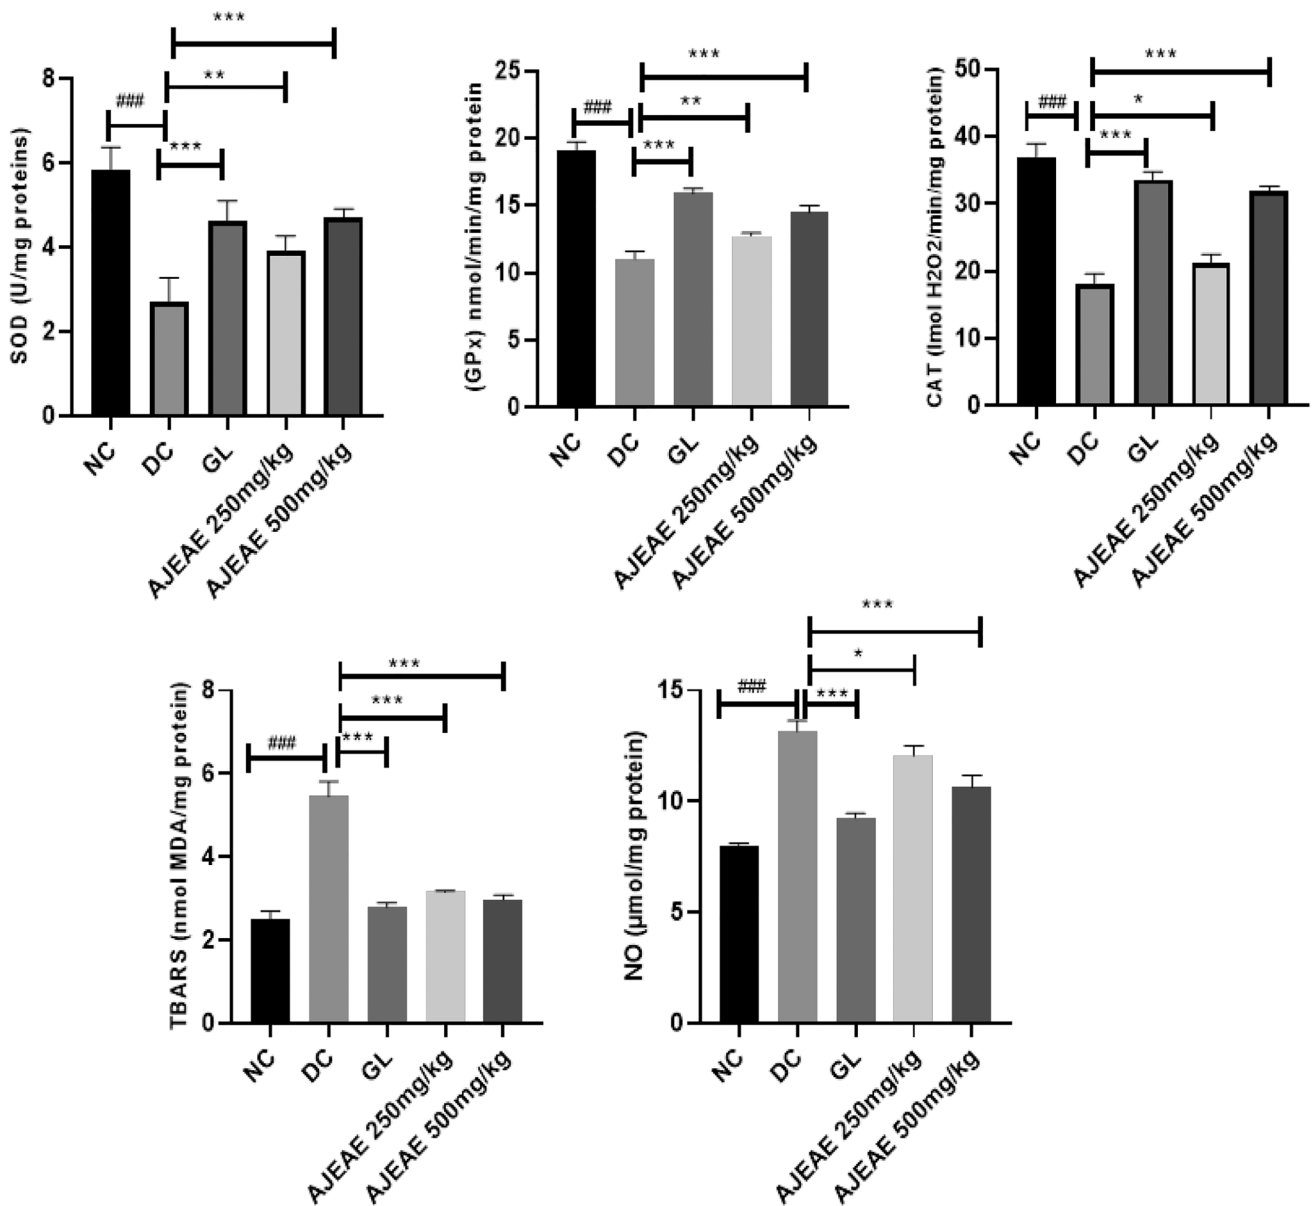 ***
**
###
***
8
6
4
2
0
SOD (U/mg proteins)
NC
DC
GL
AJEAE 250mg/kg
AJEAE 500mg/kg
***
**
###
***
25
20
15
10
5
0
(GPx) nmol/min/mg protein
NC
DC
GL
AJEAE 250mg/kg
AJEAE 500mg/kg
***
*
###
***
50
40
30
20
10
0
CAT (lmol H2O2/min/mg protein)
NC
DC
GL
AJEAE 250mg/kg
AJEAE 500mg/kg
***
***
***
###
8
6
4
2
0
TBARS (nmol MDA/mg protein)
NC
DC
GL
AJEAE 250mg/kg
AJEAE 500mg/kg
***
*
###
***
15
10
5
0
NO (µmol/mg protein)
NC
DC
GL
AJEAE 250mg/kg
AJEAE 500mg/kg